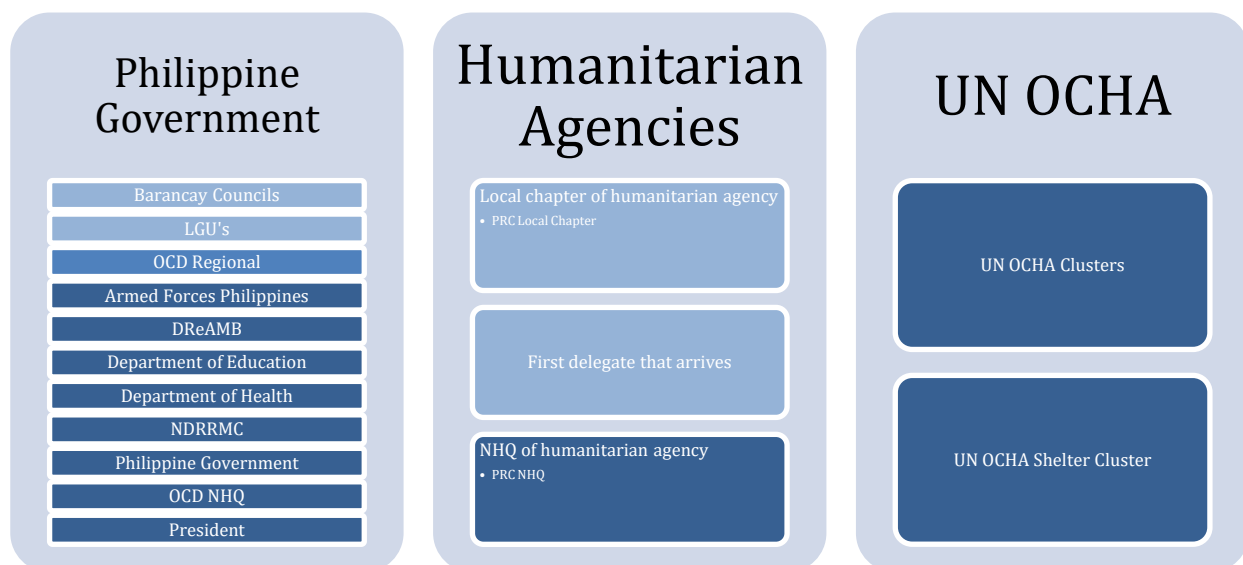 Philippine
Government
Barancay Councils
LGU's
OCD Regional
Armed Forces Philippines
DReAMB
Department of Education
Department of Health
NDRRMC
Philippine Government
OCD NHQ
President
Humanitarian
Agencies
Local chapter of humanitarian agency
• PRC Local Chapter
First delegate that arrives
NHQ of humanitarian agency
• PRC NHQ
UN OCHA
UN OCHA Clusters
UN OCHA Shelter Cluster